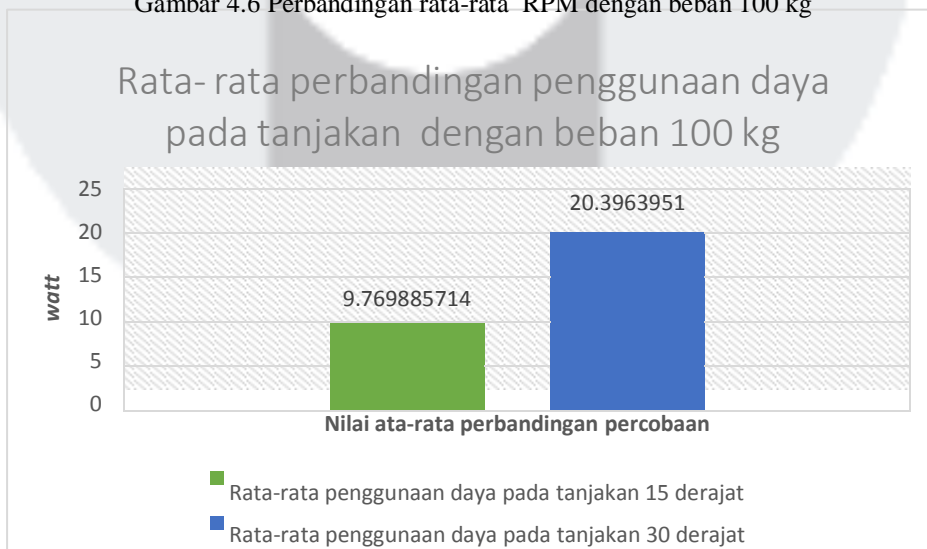 Gambar 4.6 Perbandingan rata-rata RPM dengan beban 100 kg
Rata- rata perbandingan penggunaan daya
pada tanjakan dengan beban 100 kg
25
20
15
10
5
0
watt
9.769885714
20.3963951
Nilai ata-rata perbandingan percobaan
Rata-rata penggunaan daya pada tanjakan 15 derajat
Rata-rata penggunaan daya pada tanjakan 30 derajat